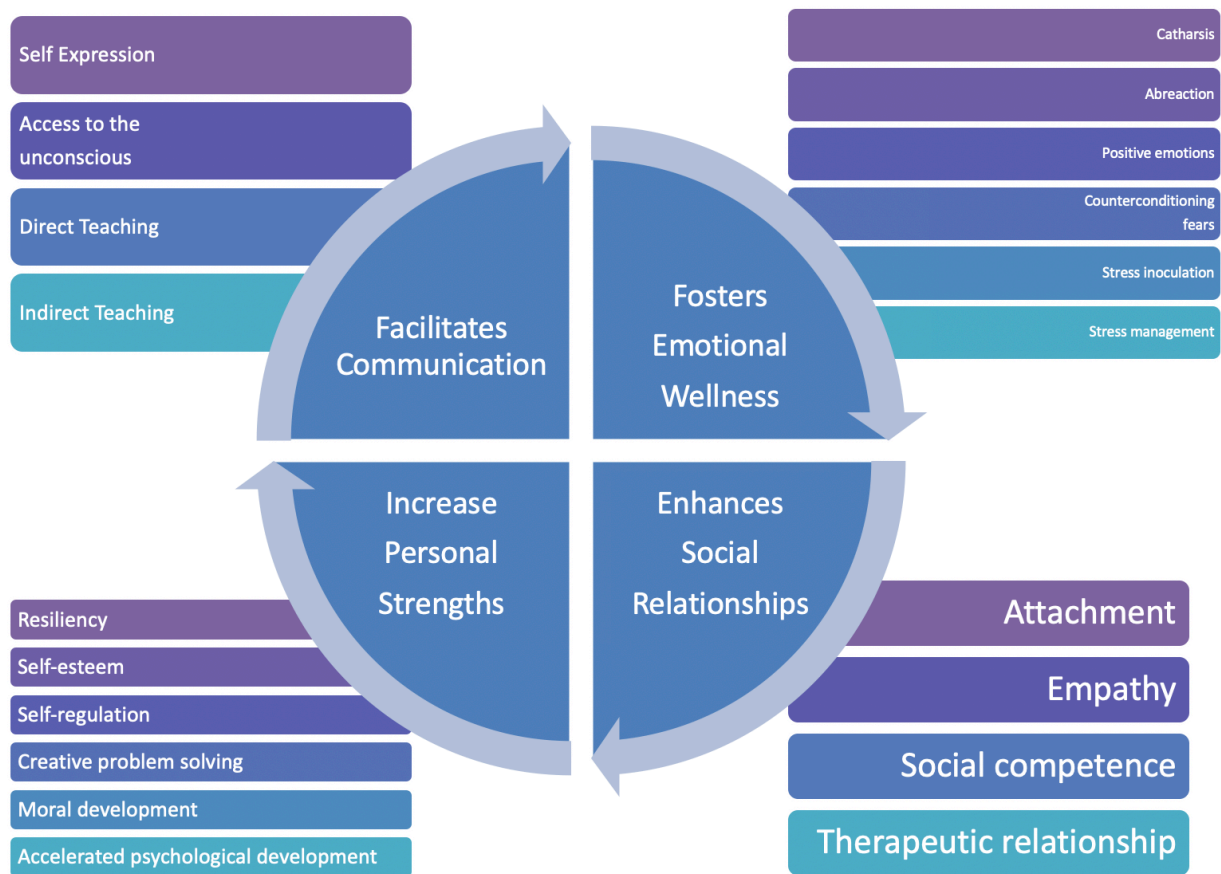 Self Expression
Access to the
unconscious
Direct Teaching
Indirect Teaching
Facilitates
Communication
Catharsis
Abreaction
Positive emotions
Counterconditioning
fears
Stress inoculation
Stress management
Fosters
Emotional
Wellness
Increase
Personal
Strengths
Resiliency
Self-esteem
Self-regulation
Creative problem solving
Moral development
Accelerated psychological development
Enhances
Social
Relationships
Attachment
Empathy
Social competence
Therapeutic relationship